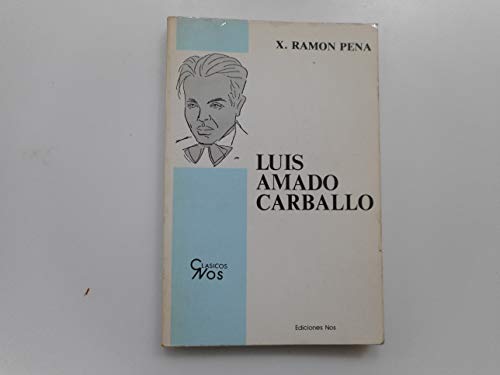 X. RAMON PENA
LUIS
AMADO
CARBALLO
CLASICOS
NOS
Ediciones Nos